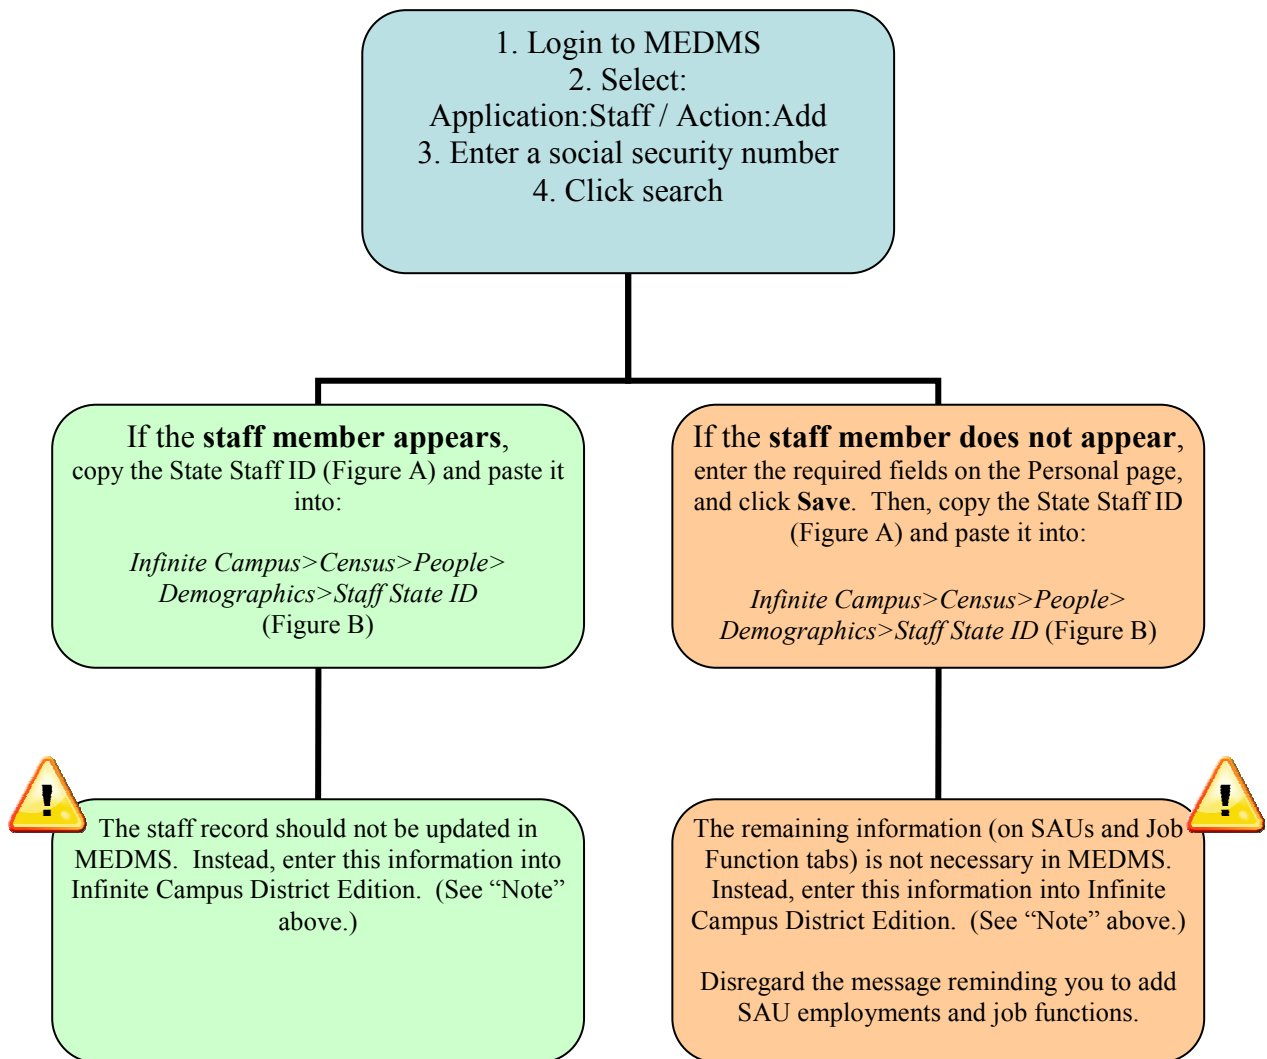 1. Login to MEDMS
2. Select:
Application:Staff / Action:Add
3. Enter a social security number
4. Click search
If the staff member appears,
copy the State Staff ID (Figure A) and paste it
into:
Infinite Campus>Census>People>
Demographics>Staff State ID
(Figure B)
If the staff member does not appear,
enter the required fields on the Personal page,
and click Save.  Then, copy the State Staff ID
(Figure A) and paste it into:
Infinite Campus>Census>People>
Demographics>Staff State ID (Figure B)
!
The staff record should not be updated in
MEDMS.  Instead, enter this information into
Infinite Campus District Edition.  (See “Note”
above.)
!
The remaining information (on SAUs and Job
Function tabs) is not necessary in MEDMS.
Instead, enter this information into Infinite
Campus District Edition.  (See “Note” above.)
Disregard the message reminding you to add
SAU employments and job functions.